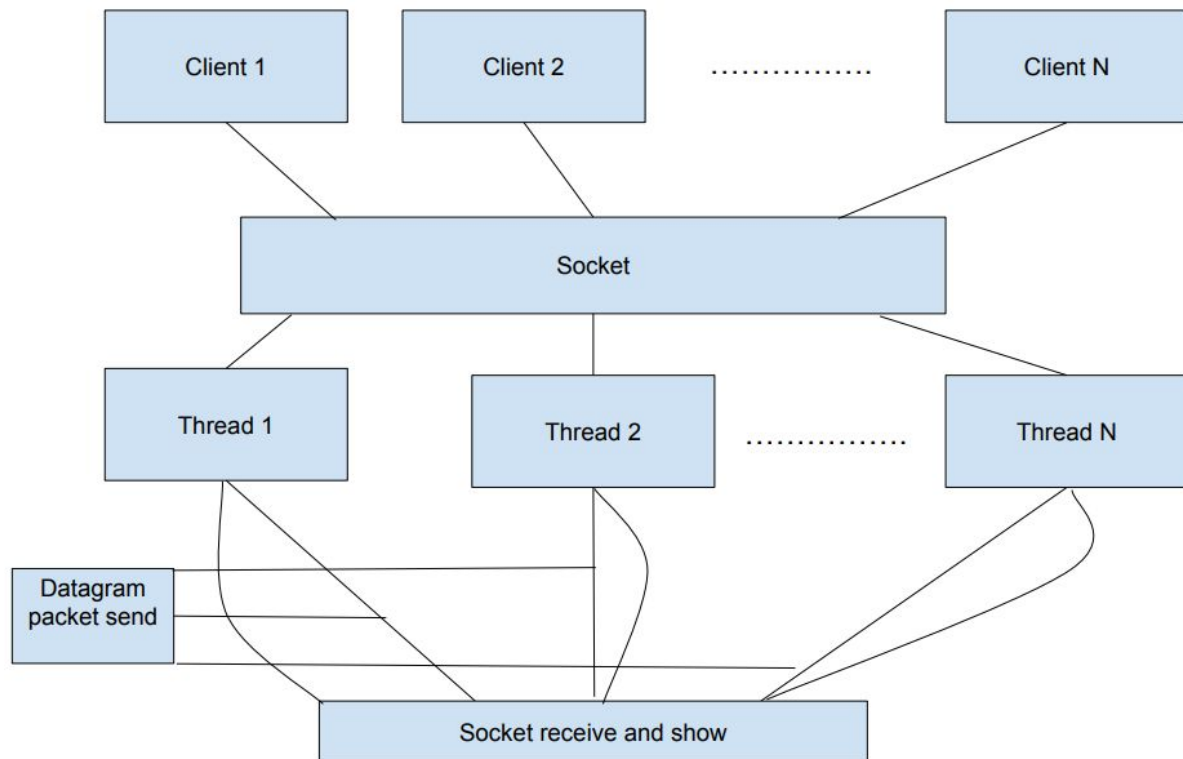 Client 1
Client 2
................
Client N
Socket
Thread 1
Thread 2
................
Thread N
Datagram
packet send
Socket receive and show